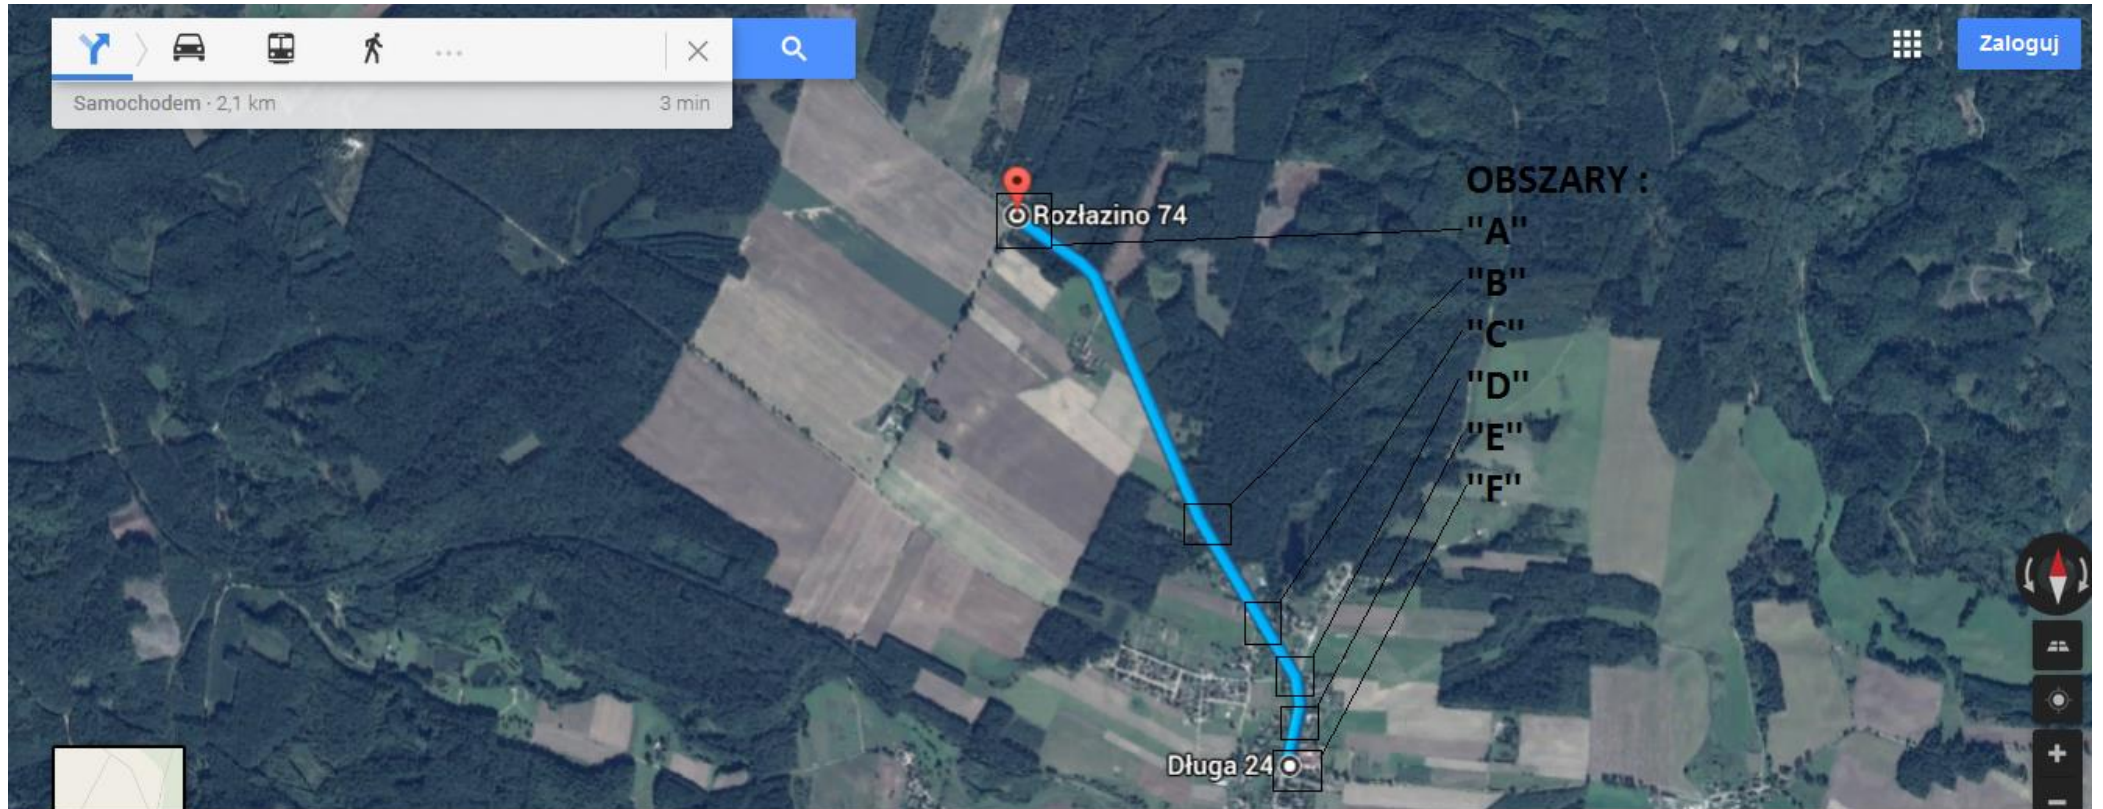 Zaloguj
Samochodem · 2,1 km 3 min
OBSZARY :
Rozłazino 74
"A"
"B"
"C"
"D"
"E"
"F"
Długa 24